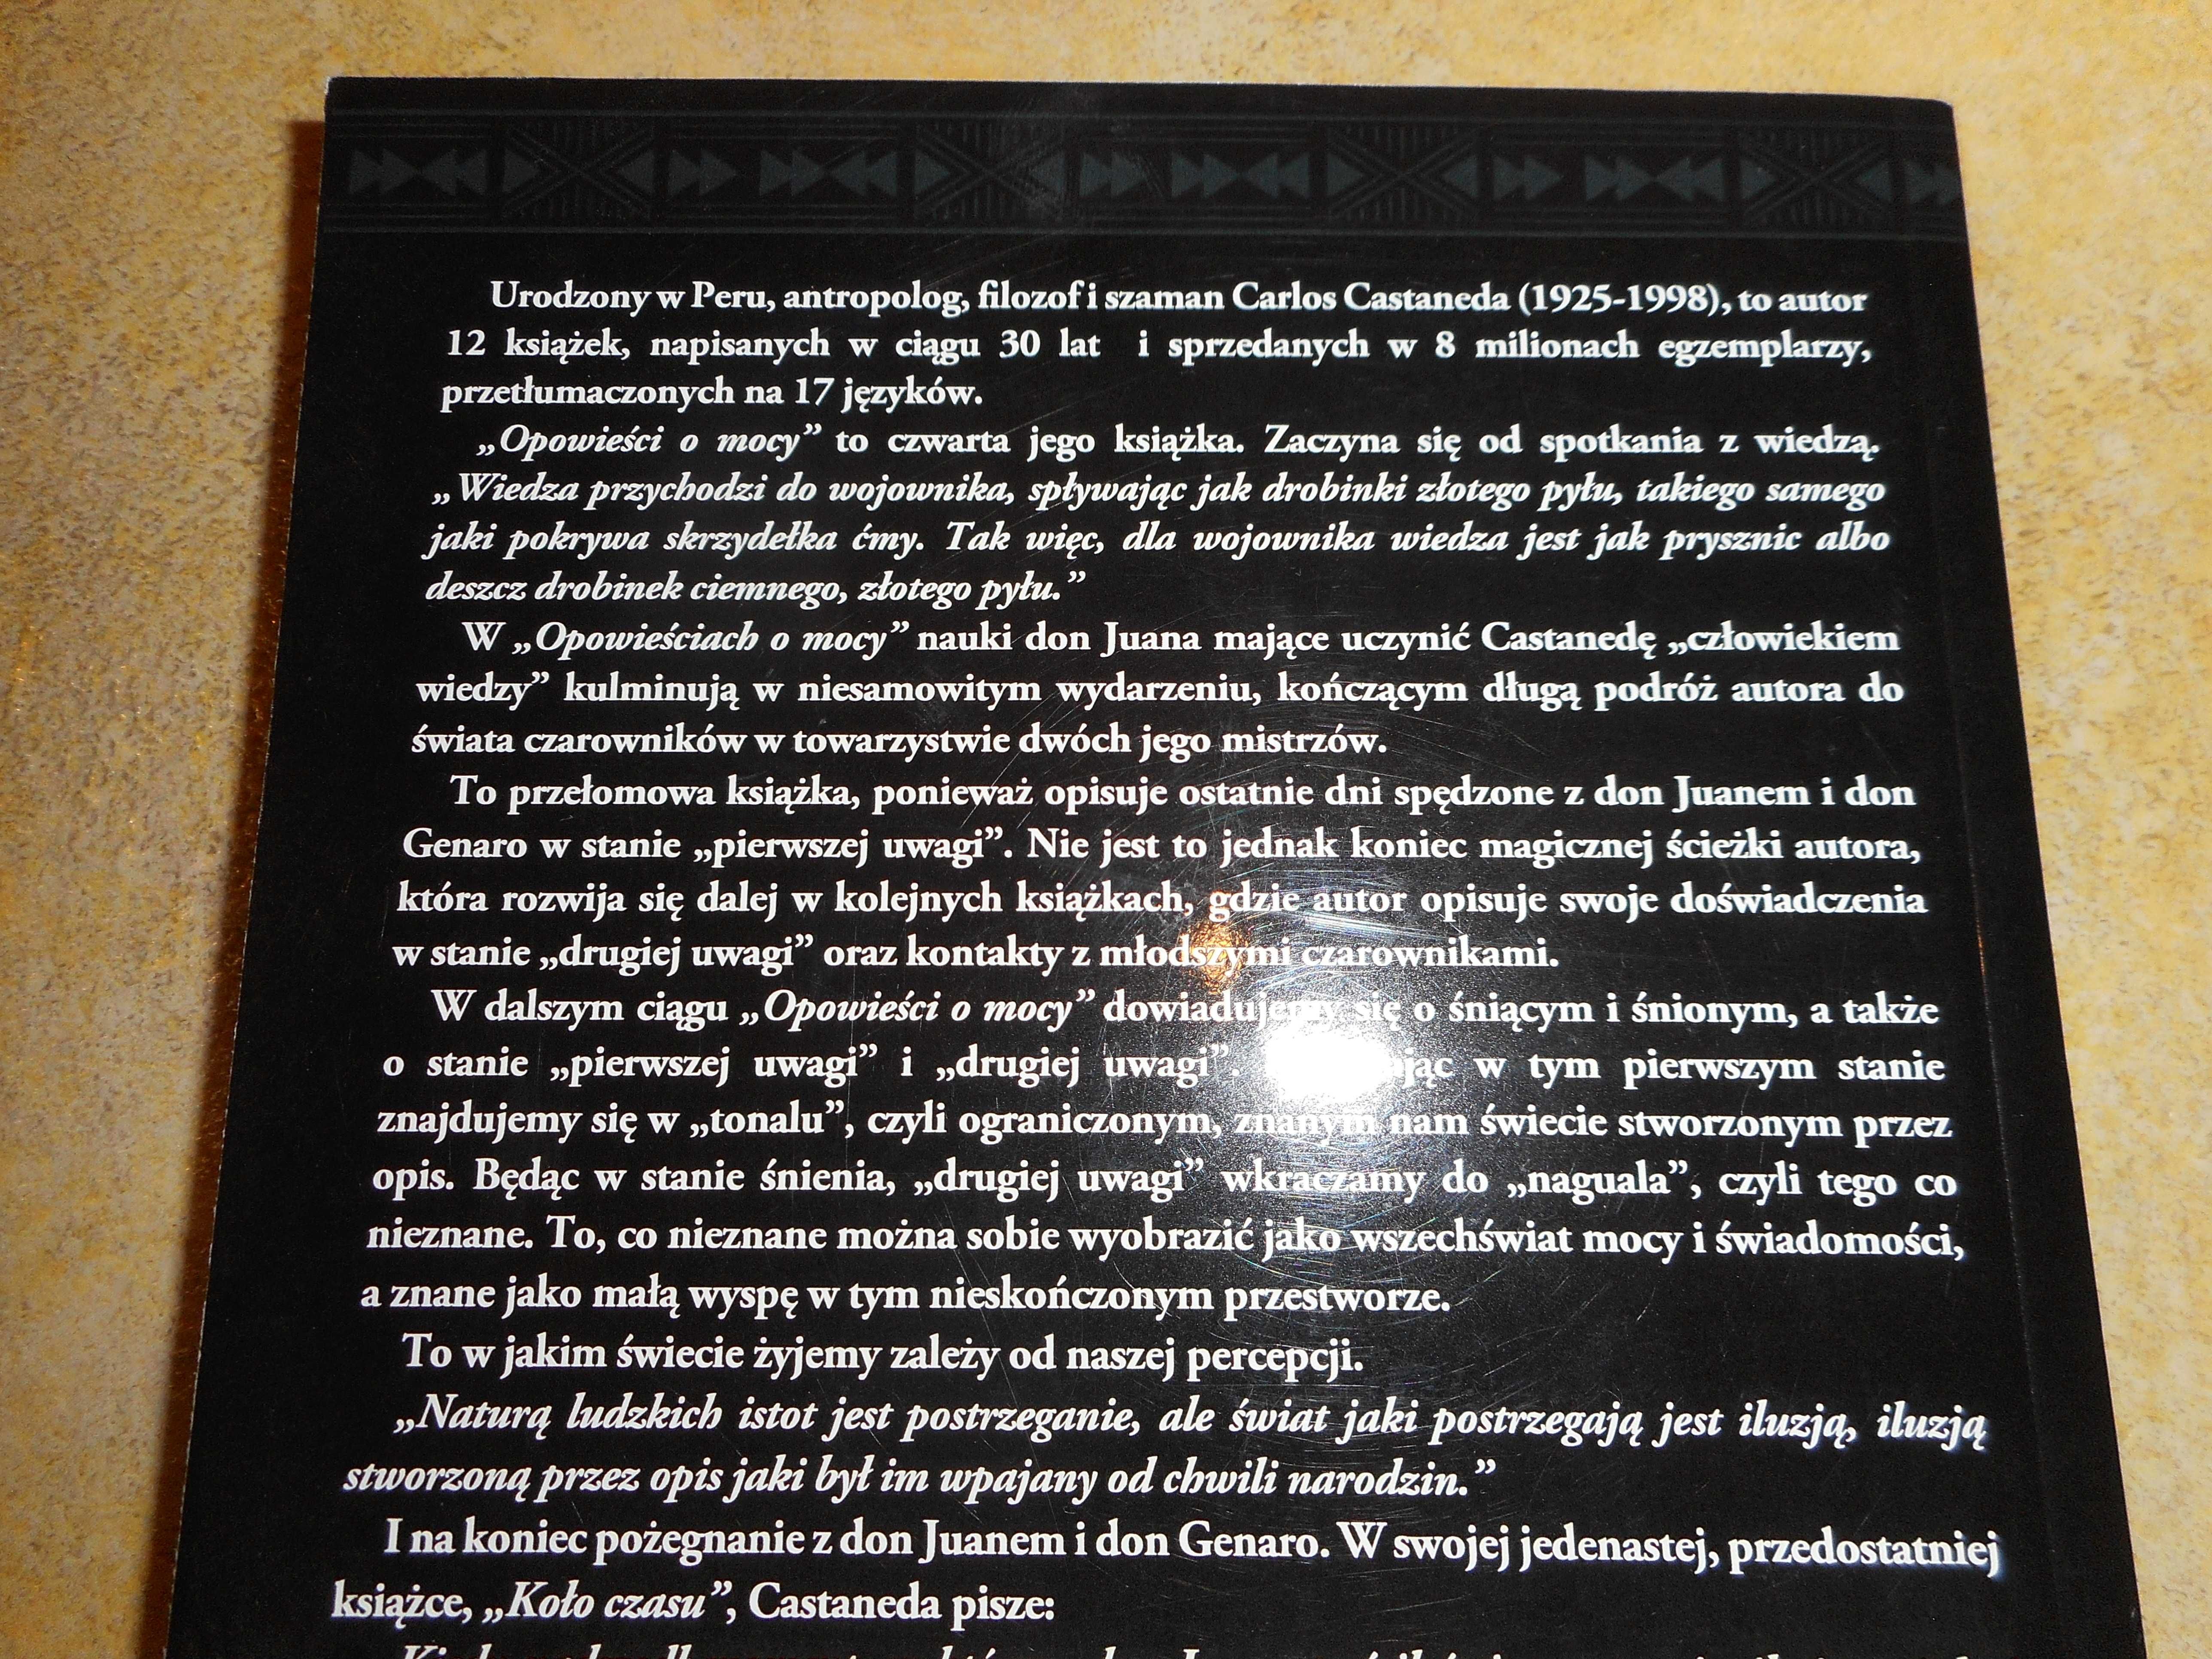 Urodzony w Peru, antropolog, filozof i szaman Carlos Castaneda (1925-1998), to autor
12 książek, napisanych w ciągu 30 lat i sprzedanych w 8 milionach egzemplarzy,
przetłumaczonych na 17 języków.
„Opowieści o mocy” to czwarta jego książka. Zaczyna się od spotkania z wiedzą.
„Wiedza przychodzi do wojownika, spływając jak drobinki złotego pyłu, takiego samego
jaki pokrywa skrzydełka ćmy. Tak więc, dla wojownika wiedza jest jak prysznic albo
deszcz drobinek ciemnego, złotego pyłu.”
W „Opowieściach o mocy” nauki don Juana mające uczynić Castanedę „człowiekiem
wiedzy” kulminują w niesamowitym wydarzeniu, kończącym długą podróż autora do
świata czarowników w towarzystwie dwóch jego mistrzów.
To przełomowa książka, ponieważ opisuje ostatnie dni spędzone z don Juanem i don
Genaro w stanie „pierwszej uwagi”. Nie jest to jednak koniec magicznej ścieżki autora,
która rozwija się dalej w kolejnych książkach, gdzie autor opisuje swoje doświadczenia
w stanie „drugiej uwagi” oraz kontakty z młodszymi czarownikami.
W dalszym ciągu „Opowieści o mocy” dowiadujemy się o śniącym i śnionym, a także
o stanie „pierwszej uwagi” i „drugiej uwagi”. w tym pierwszym stanie
znajdujemy się w „tonalu”, czyli ograniczonym, znanym nam świecie stworzonym przez
opis. Będąc w stanie śnienia, „drugiej uwagi” wkraczamy do „naguala”, czyli tego co
nieznane. To, co nieznane można sobie wyobrazić jako wszechświat mocy i świadomości,
a znane jako małą wyspę w tym nieskończonym przestworze.
To w jakim świecie żyjemy zależy od naszej percepcji.
„Naturą ludzkich istot jest postrzeganie, ale świat jaki postrzegają jest iluzją, iluzją
stworzoną przez opis jaki był im wpajany od chwili narodzin.”
I na koniec pożegnanie z don Juanem i don Genaro. W swojej jedenastej, przedostatniej
książce, „Koło czasu”, Castaneda pisze: